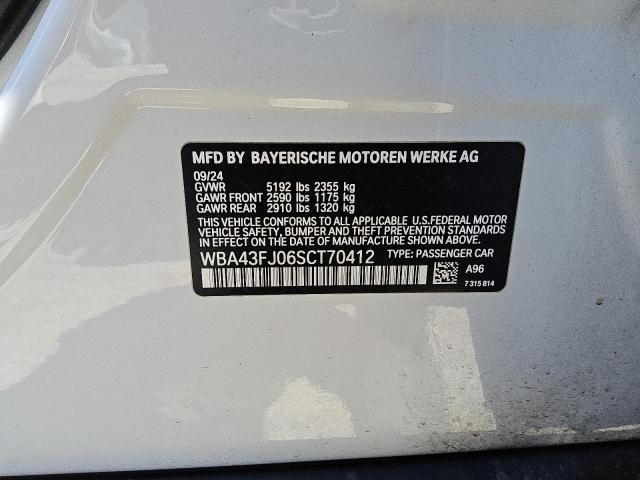 MFD BY BAYERISCHE MOTOREN WERKE AG
09/24
GVWR 5192 lbs 2355 kg
GAWR FRONT 2590 lbs 1175 kg
GAWR REAR 2910 lbs 1320 kg
THIS VEHICLE CONFORMS TO ALL APPLICABLE U.S.FEDERAL MOTOR
VEHICLE SAFETY, BUMPER AND THEFT PREVENTION STANDARDS
IN EFFECT ON THE DATE OF MANUFACTURE SHOWN ABOVE.
WBA43FJ06SCT70412 TYPE: PASSENGER CAR
A96
7 315 814